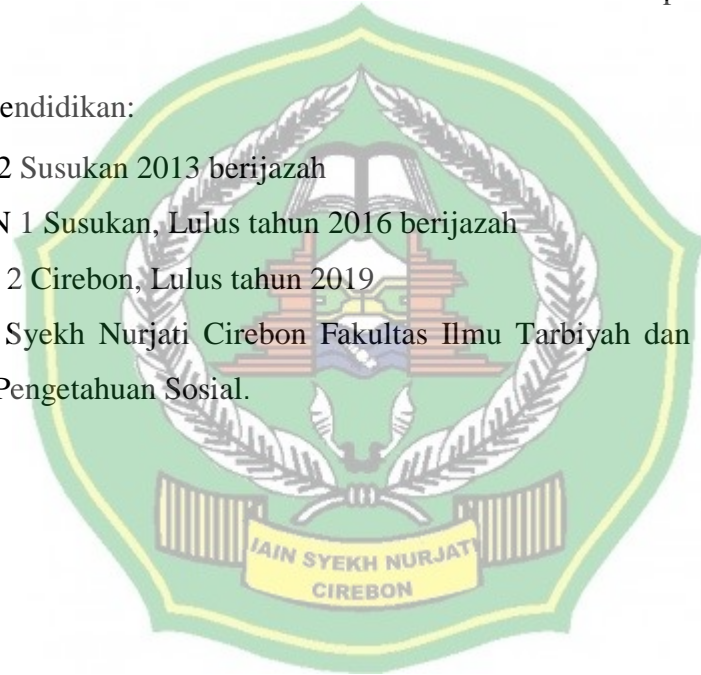 endidikan:
2 Susukan 2013 berijazah
N 1 Susukan, Lulus tahun 2016 berijazah
2 Cirebon, Lulus tahun 2019
Syekh Nurjati Cirebon Fakultas Ilmu Tarbiyah dan
Pengetahuan Sosial.
IAIN SYEKH NURJATI
CIREBON